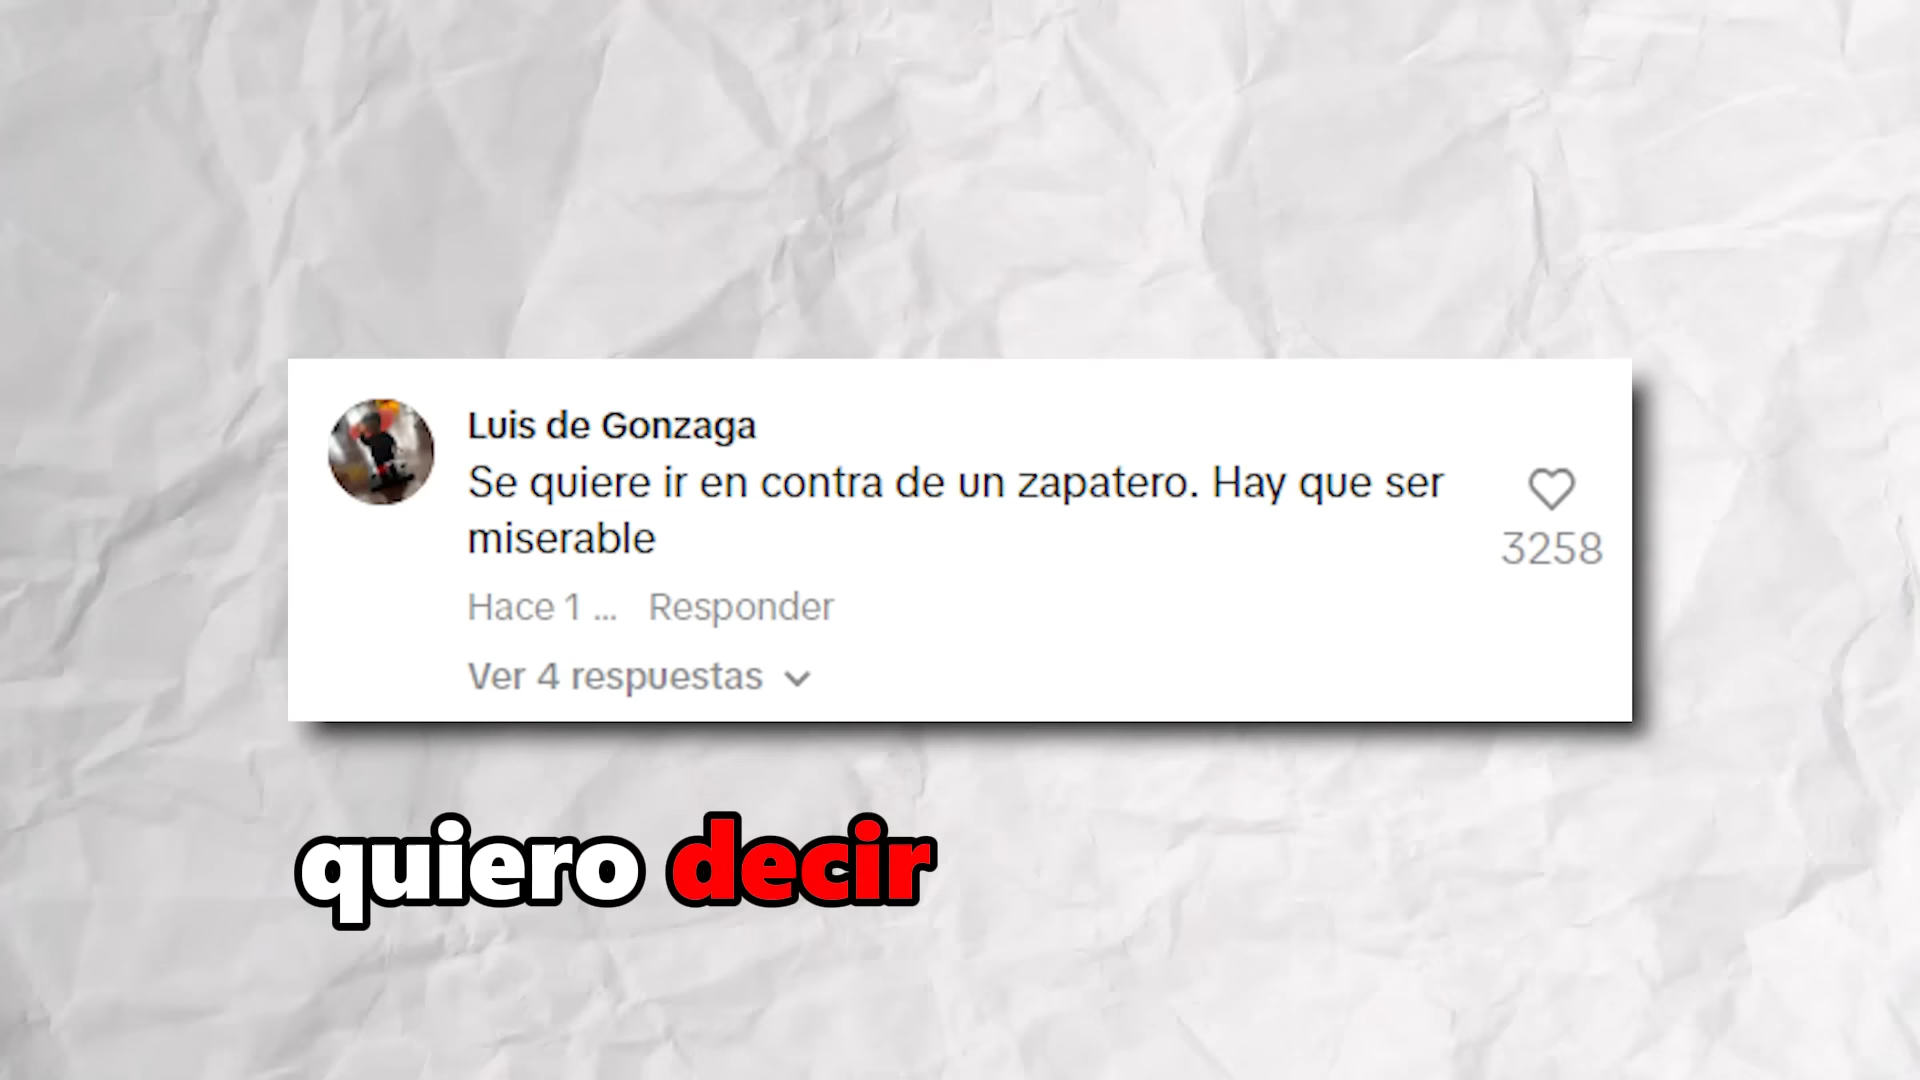 Luis de Gonzaga
Se quiere ir en contra de un zapatero. Hay que ser
miserable
3258
Hace 1 ... Responder
Ver 4 respuestas
quiero decir